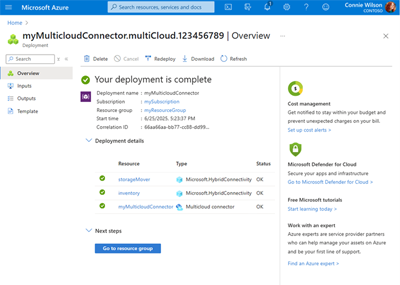 Microsoft Azure
Search resources, services and docs
1
Connie Wilson
CONTOSO
Home >
myMulticloudConnector.multiCloud.123456789 | Overview
Deployment
Search
Delete
Cancel
Redeploy
Download
Refresh
Overview
Inputs
Outputs
Template
Your deployment is complete
Deployment name : myMulticloudConnector
Subscription : mySubscription
Resource group : myResourceGroup
Start time : 6/25/2025, 5:23:37 PM
Correlation ID : 66aa66aa-bb77-cc88-dd99...
Deployment details
Resource Type Status
storageMover Microsoft.HybridConnectivity OK
inventory Microsoft.HybridConnectivity OK
myMulticloudConnector Multicloud connector OK
Next steps
Go to resource group
Cost management
Get notified to stay within your budget and
prevent unexpected changes on your bill.
Set up cost alerts >
Microsoft Defender for Cloud
Secure your apps and infrastructure
Go to Microsoft Defender for Cloud >
Free Microsoft tutorials
Start learning today >
Work with an expert
Azure experts are service provider partners
who can help manage your assets on Azure
and be your first line of support.
Find an Azure expert >